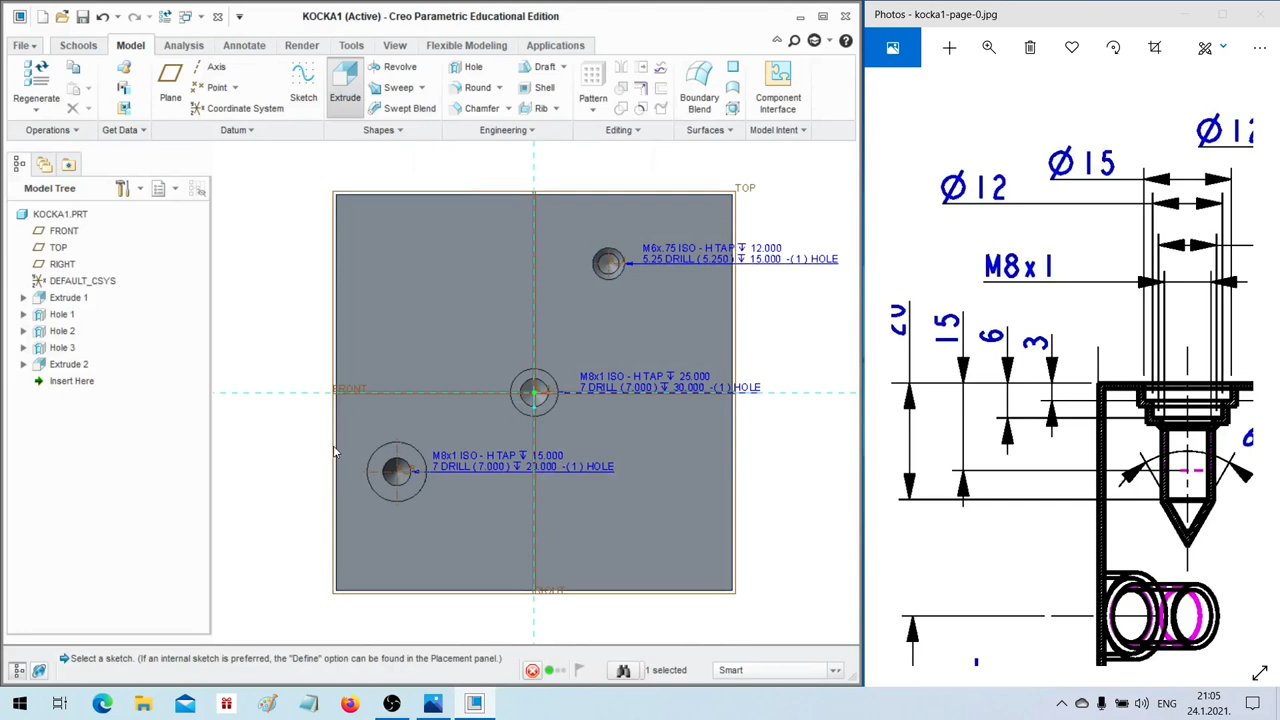 KOCKA1 (Active) - Creo Parametric Educational Edition
File Schools Model Analysis Annotate Render Tools View Flexible Modeling Applications
Regenerate
Operations
Get Data
Plane
Axis
Point
Coordinate System
Sketch
Datum
Extrude
Revolve
Sweep
Swept Blend
Shapes
Hole
Round
Chamfer
Draft
Shell
Rib
Engineering
Pattern
Editing
Boundary Blend
Surfaces
Component Interface
Model Intent
Model Tree
KOCKA1.PRT
FRONT
TOP
RIGHT
DEFAULT_CSYS
Extrude 1
Hole 1
Hole 2
Hole 3
Extrude 2
Insert Here
TOP
M6x.75 ISO - H TAP ↧ 12.000
5.25 DRILL (5.250) ↧ 15.000 -(1) HOLE
M8x1 ISO - H TAP ↧ 25.000
7 DRILL (7.000) ↧ 30.000 -(1) HOLE
FRONT
M8x1 ISO - H TAP ↧ 15.000
7 DRILL (7.000) ↧ 20.000 -(1) HOLE
Select a sketch. (If an internal sketch is preferred, the "Define" option can be found in the Placement panel.)
1 selected
Smart
Photos - kocka1-page-0.jpg
Ø12
Ø15
Ø12
M8x1
15
6
3
ENG
21:05
24.1.2021.